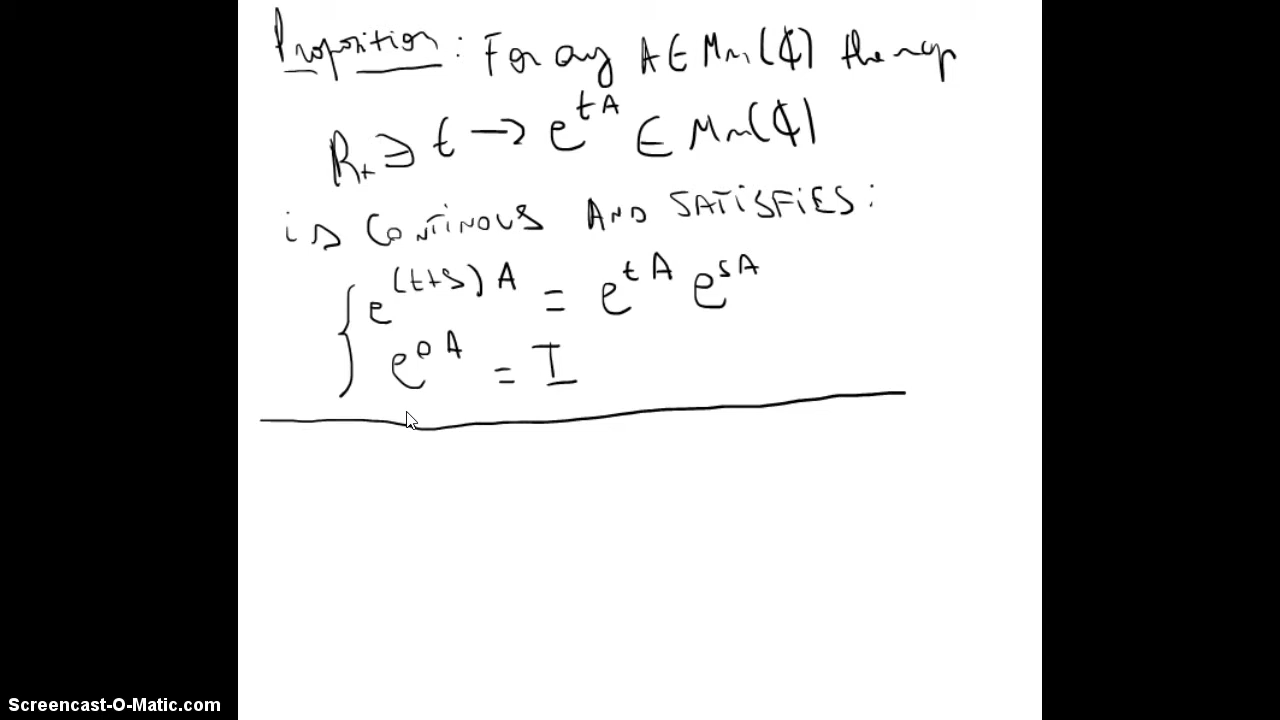 Proposition : For any A ∈ Mn (ℂ) the map
R+ ∋ t → e^{tA} ∈ Mn(ℂ)
is CONTINOUS AND SATISFIES :
{ e^{(t+s)A} = e^{tA} e^{sA}
e^{0A} = I
Screencast-O-Matic.com